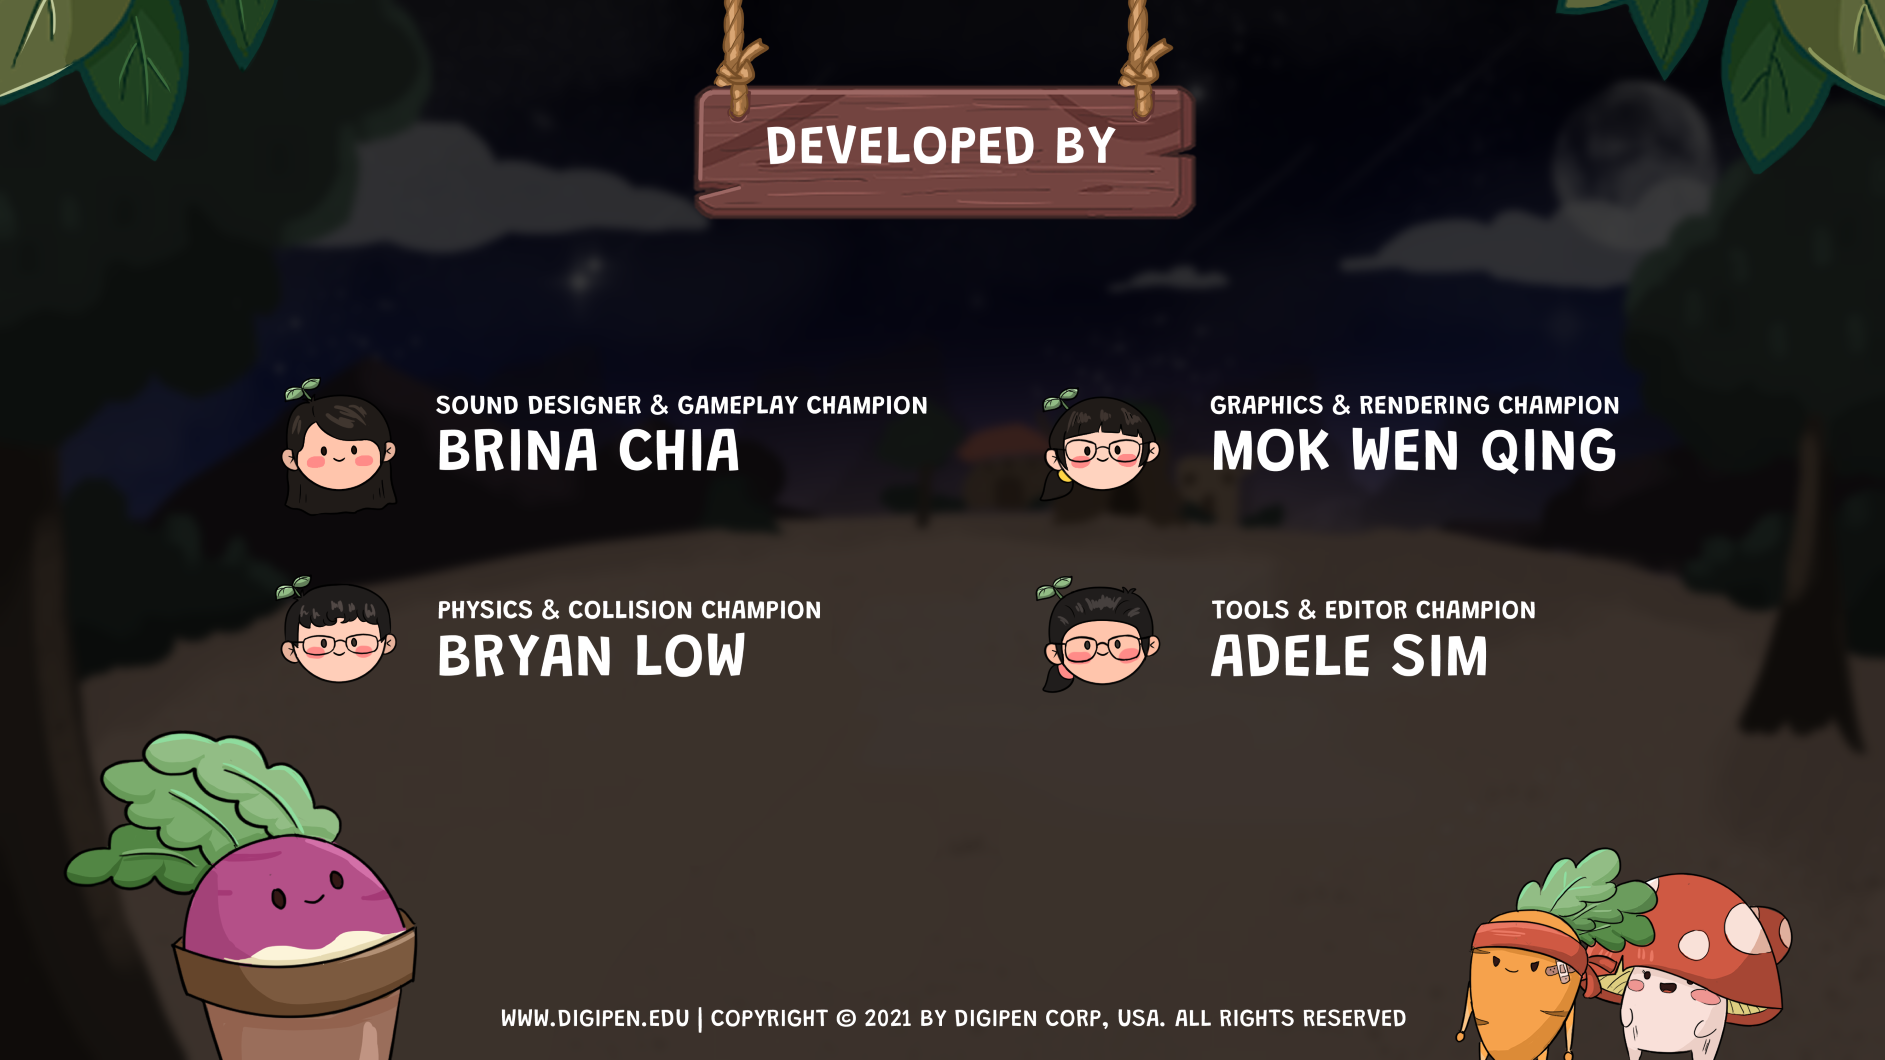 DEVELOPED BY
SOUND DESIGNER & GAMEPLAY CHAMPION
BRINA CHIA
GRAPHICS & RENDERING CHAMPION
MOK WEN QING
PHYSICS & COLLISION CHAMPION
BRYAN LOW
TOOLS & EDITOR CHAMPION
ADELE SIM
WWW.DIGIPEN.EDU | COPYRIGHT © 2021 BY DIGIPEN CORP, USA. ALL RIGHTS RESERVED